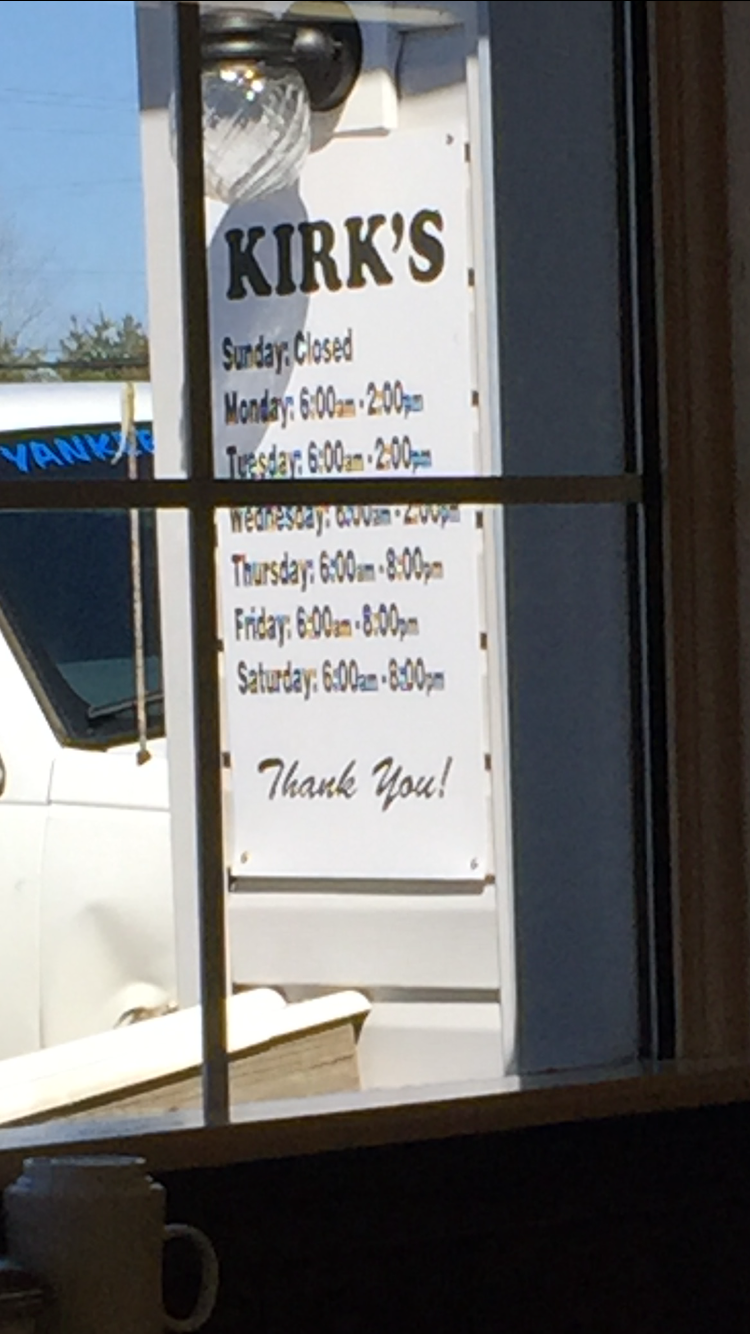 KIRK'S
Sunday: Closed
Monday: 6:00am - 2:00pm
Tuesday: 6:00am - 2:00pm
Wednesday: 6:00am - 2:00pm
Thursday: 6:00am - 8:00pm
Friday: 6:00am - 8:00pm
Saturday: 6:00am - 8:00pm
Thank You!